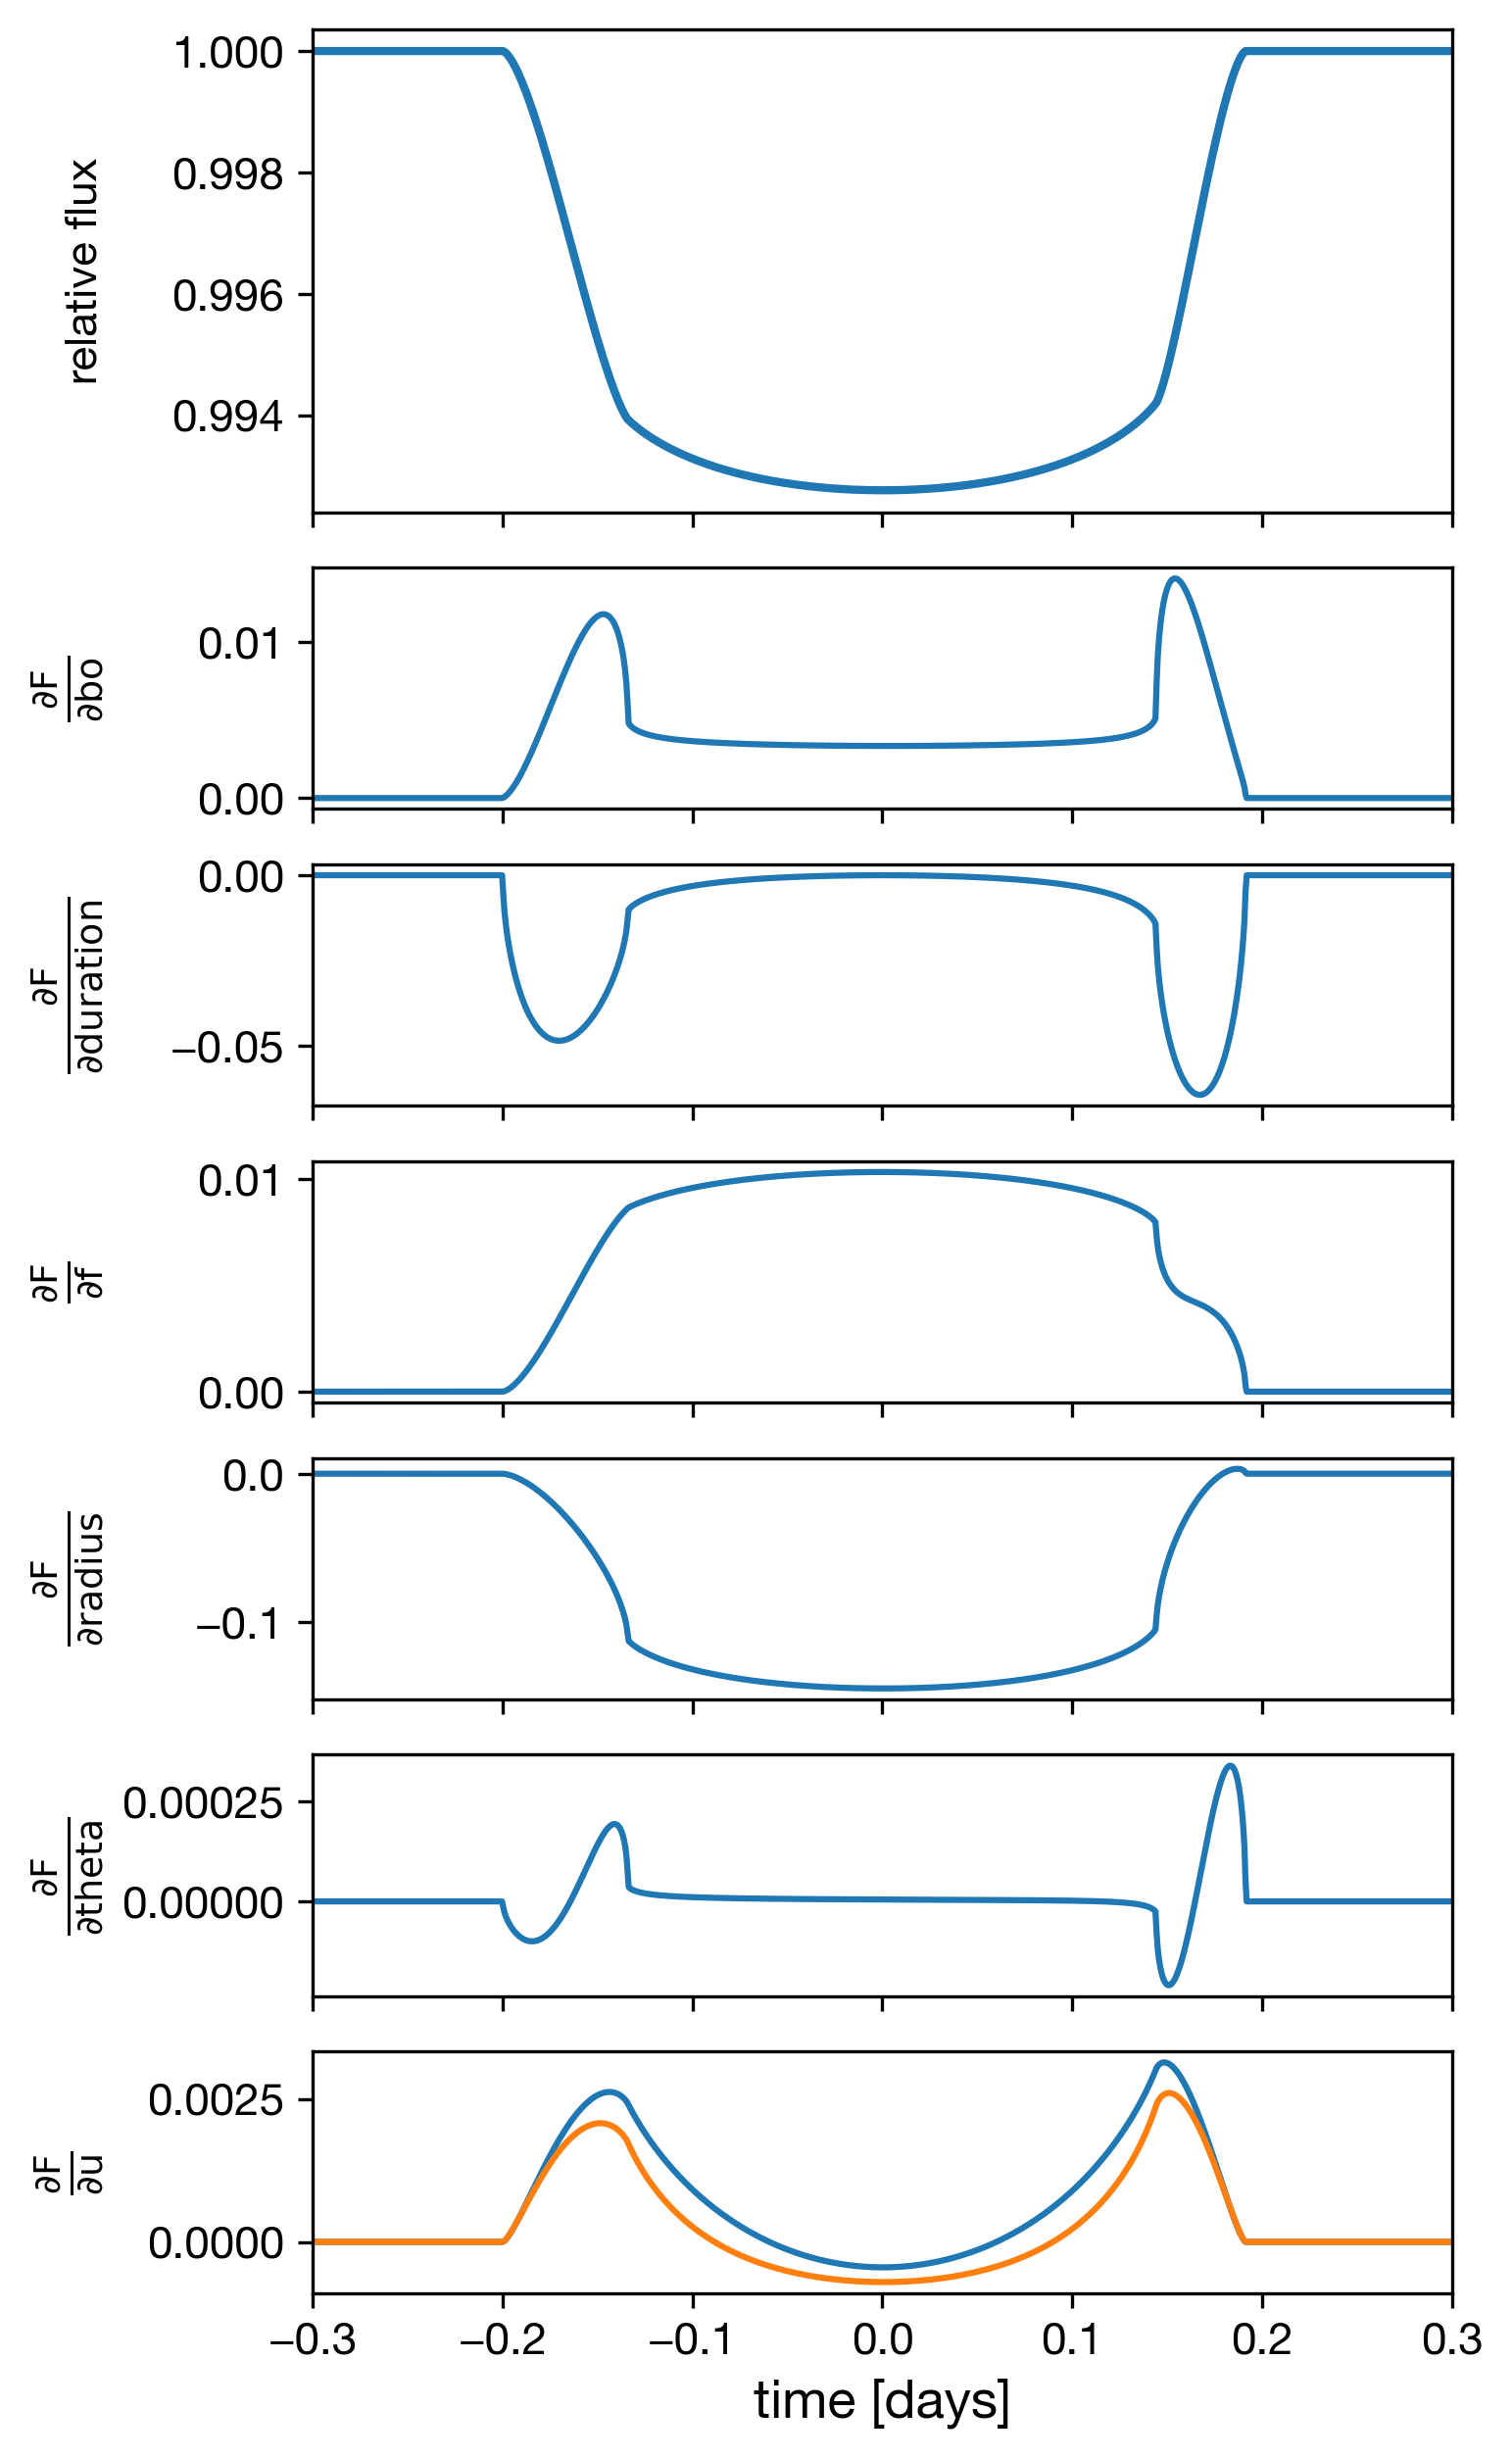 1.000
0.998
0.996
0.994
relative flux
0.01
0.00
∂F
∂bo
0.00
−0.05
∂F
∂duration
0.01
0.00
∂F
∂f
0.0
−0.1
∂F
∂radius
0.00025
0.00000
∂F
∂theta
0.0025
0.0000
∂F
∂u
−0.3 −0.2 −0.1 0.0 0.1 0.2 0.3
time [days]